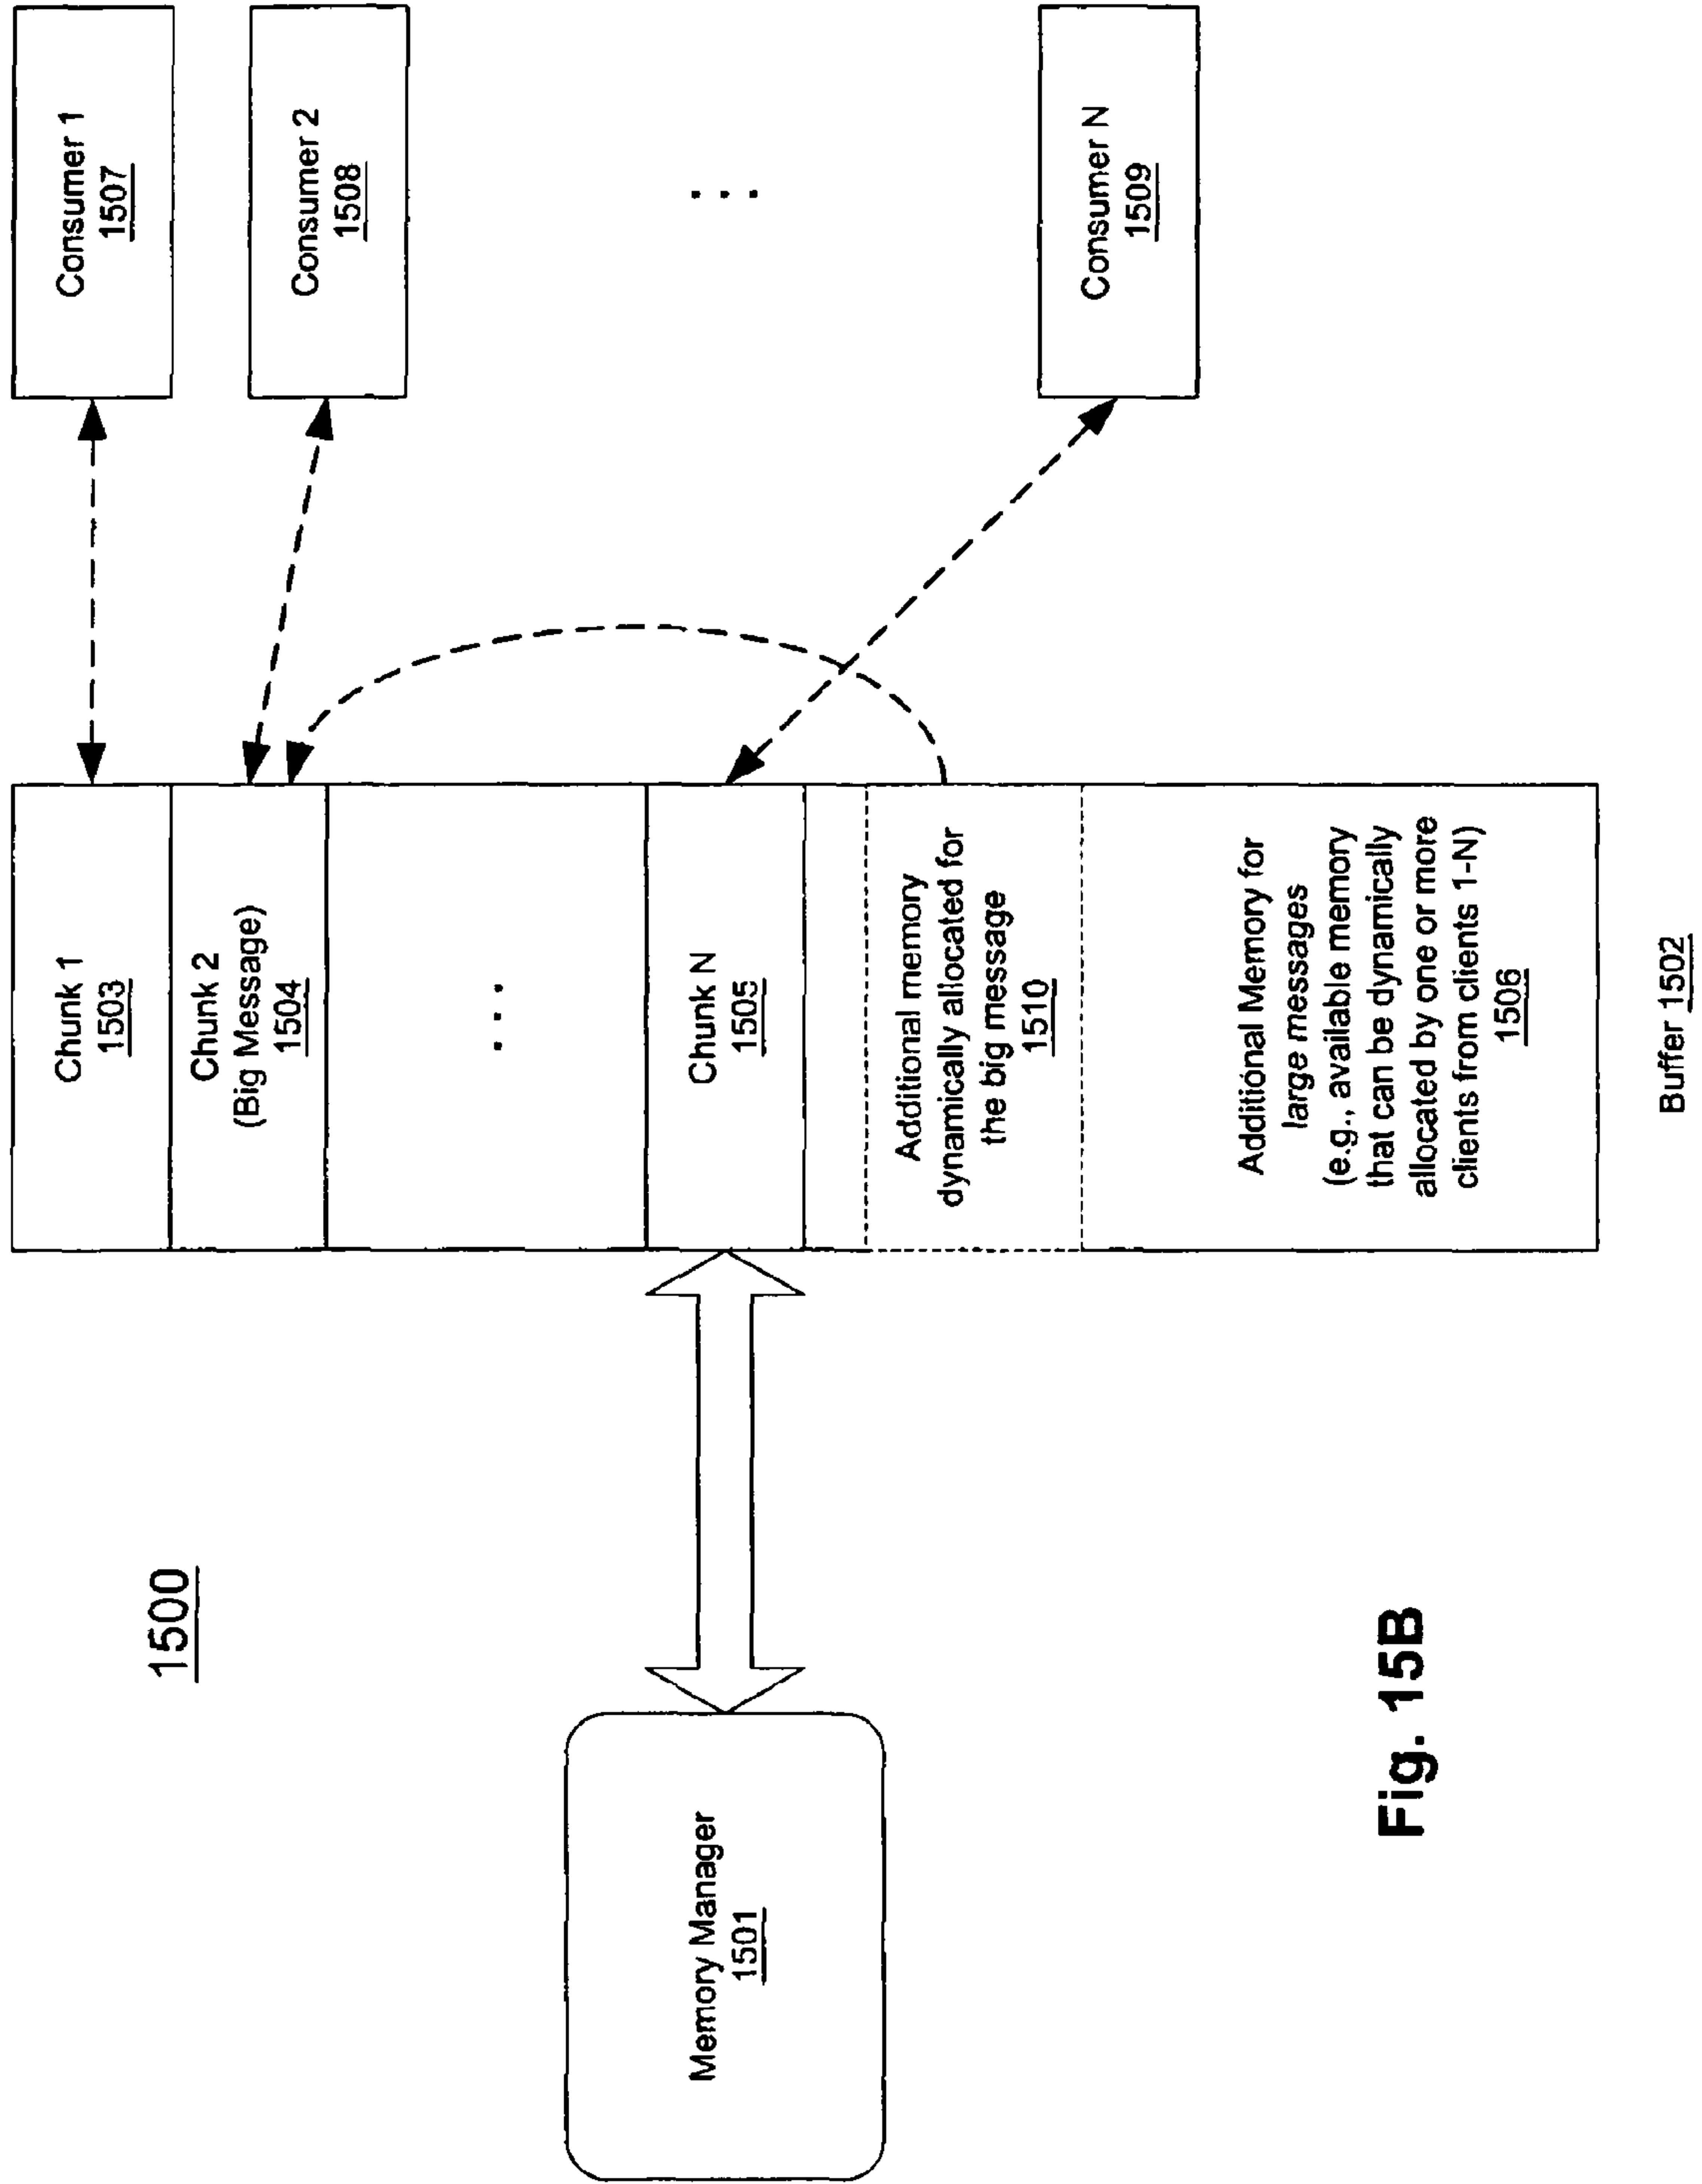 1500
Memory Manager
1501
Chunk 1
1503
Chunk 2
(Big Message)
1504
...
Chunk N
1505
Additional memory
dynamically allocated for
the big message
1510
Additional Memory for
large messages
(e.g., available memory
that can be dynamically
allocated by one or more
clients from clients 1-N)
1506
Buffer 1502
Consumer 1
1507
Consumer 2
1508
...
Consumer N
1509
Fig. 15B